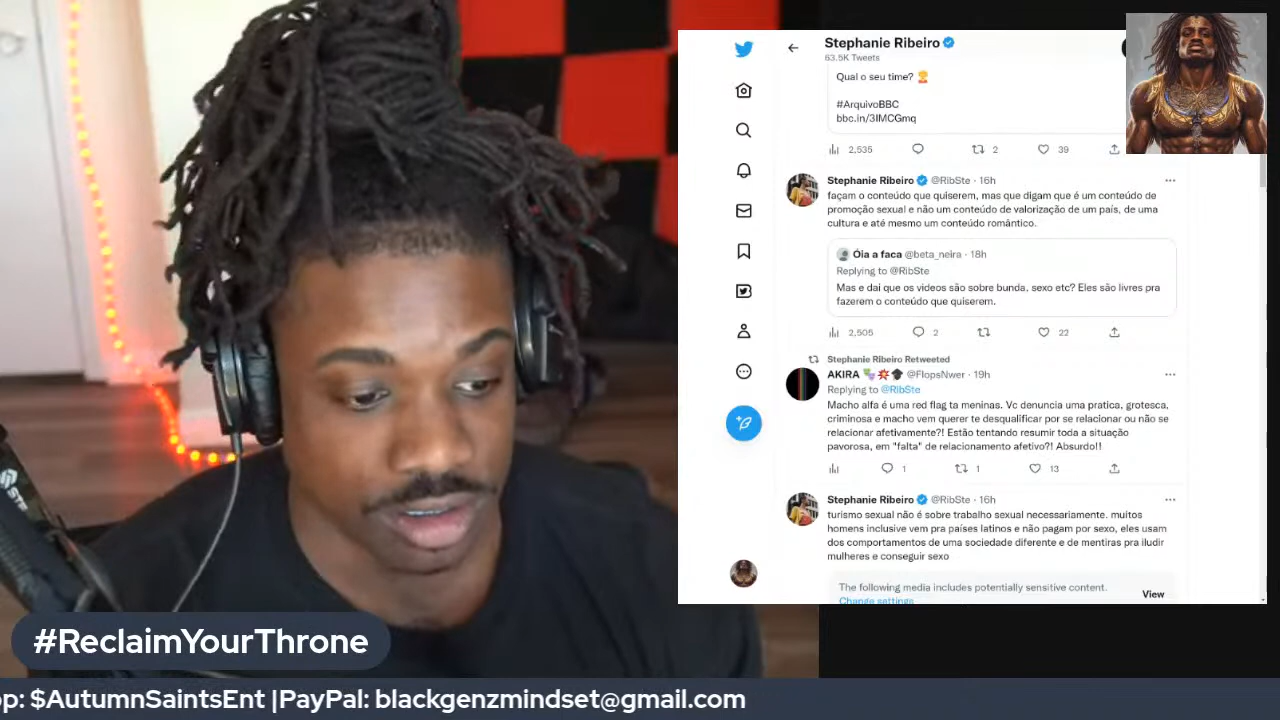 Stephanie Ribeiro
63.5K Tweets
Qual o seu time?
#ArquivoBBC
bbc.in/3IMCGmq
2,535 2 39
Stephanie Ribeiro @RibSte · 16h
façam o conteúdo que quiserem, mas que digam que é um conteúdo de
promoção sexual e não um conteúdo de valorização de um país, de uma
cultura e até mesmo um conteúdo romântico.
Óia a faca @beta_neira · 18h
Replying to @RibSte
Mas e dai que os videos são sobre bunda, sexo etc? Eles são livres pra
fazerem o conteúdo que quiserem.
2,505 2 22
Stephanie Ribeiro Retweeted
AKIRA @FlopsNwer · 19h
Replying to @RibSte
Macho alfa é uma red flag ta meninas. Vc denuncia uma pratica, grotesca,
criminosa e macho vem querer te desqualificar por se relacionar ou não se
relacionar afetivamente?! Estão tentando resumir toda a situação
pavorosa, em "falta" de relacionamento afetivo?! Absurdo!!
1 1 13
Stephanie Ribeiro @RibSte · 16h
turismo sexual não é sobre trabalho sexual necessariamente. muitos
homens inclusive vem pra países latinos e não pagam por sexo, eles usam
dos comportamentos de uma sociedade diferente e de mentiras pra iludir
mulheres e conseguir sexo
The following media includes potentially sensitive content.
Change settings
View
#ReclaimYourThrone
op: $AutumnSaintsEnt |PayPal: blackgenzmindset@gmail.com